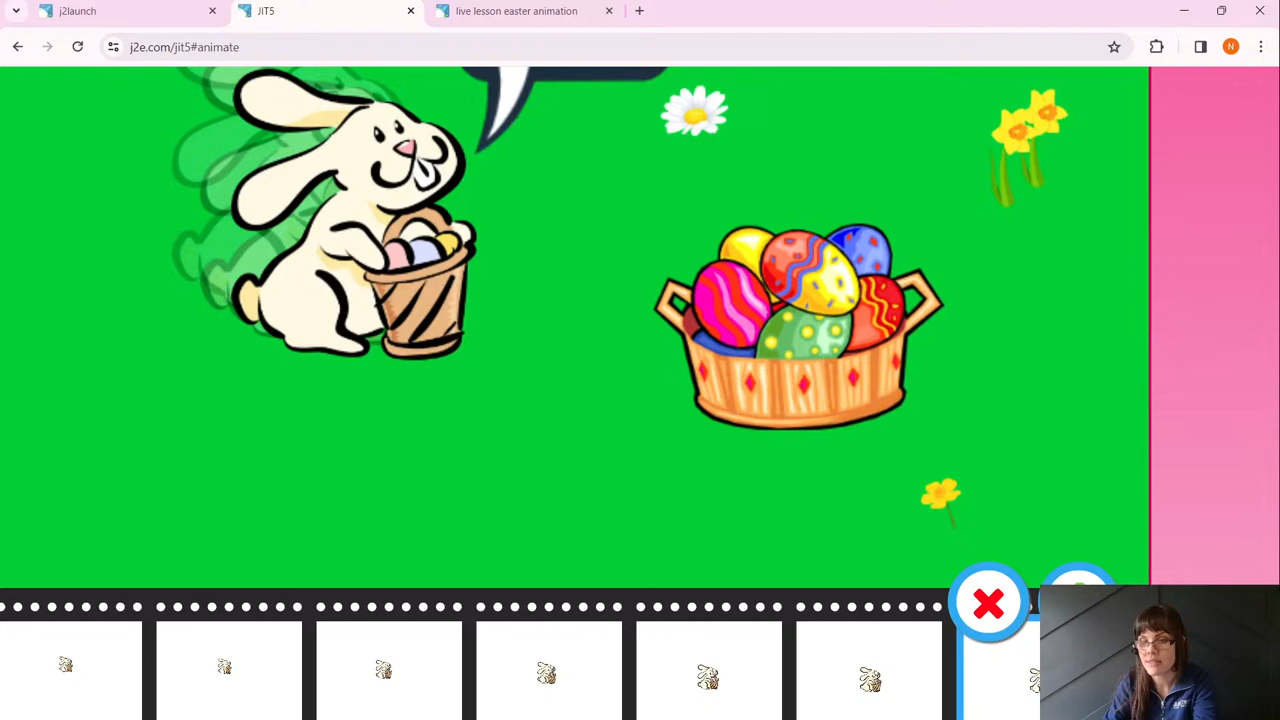 j2launch
JIT5
live lesson easter animation
j2e.com/jit5#animate
N